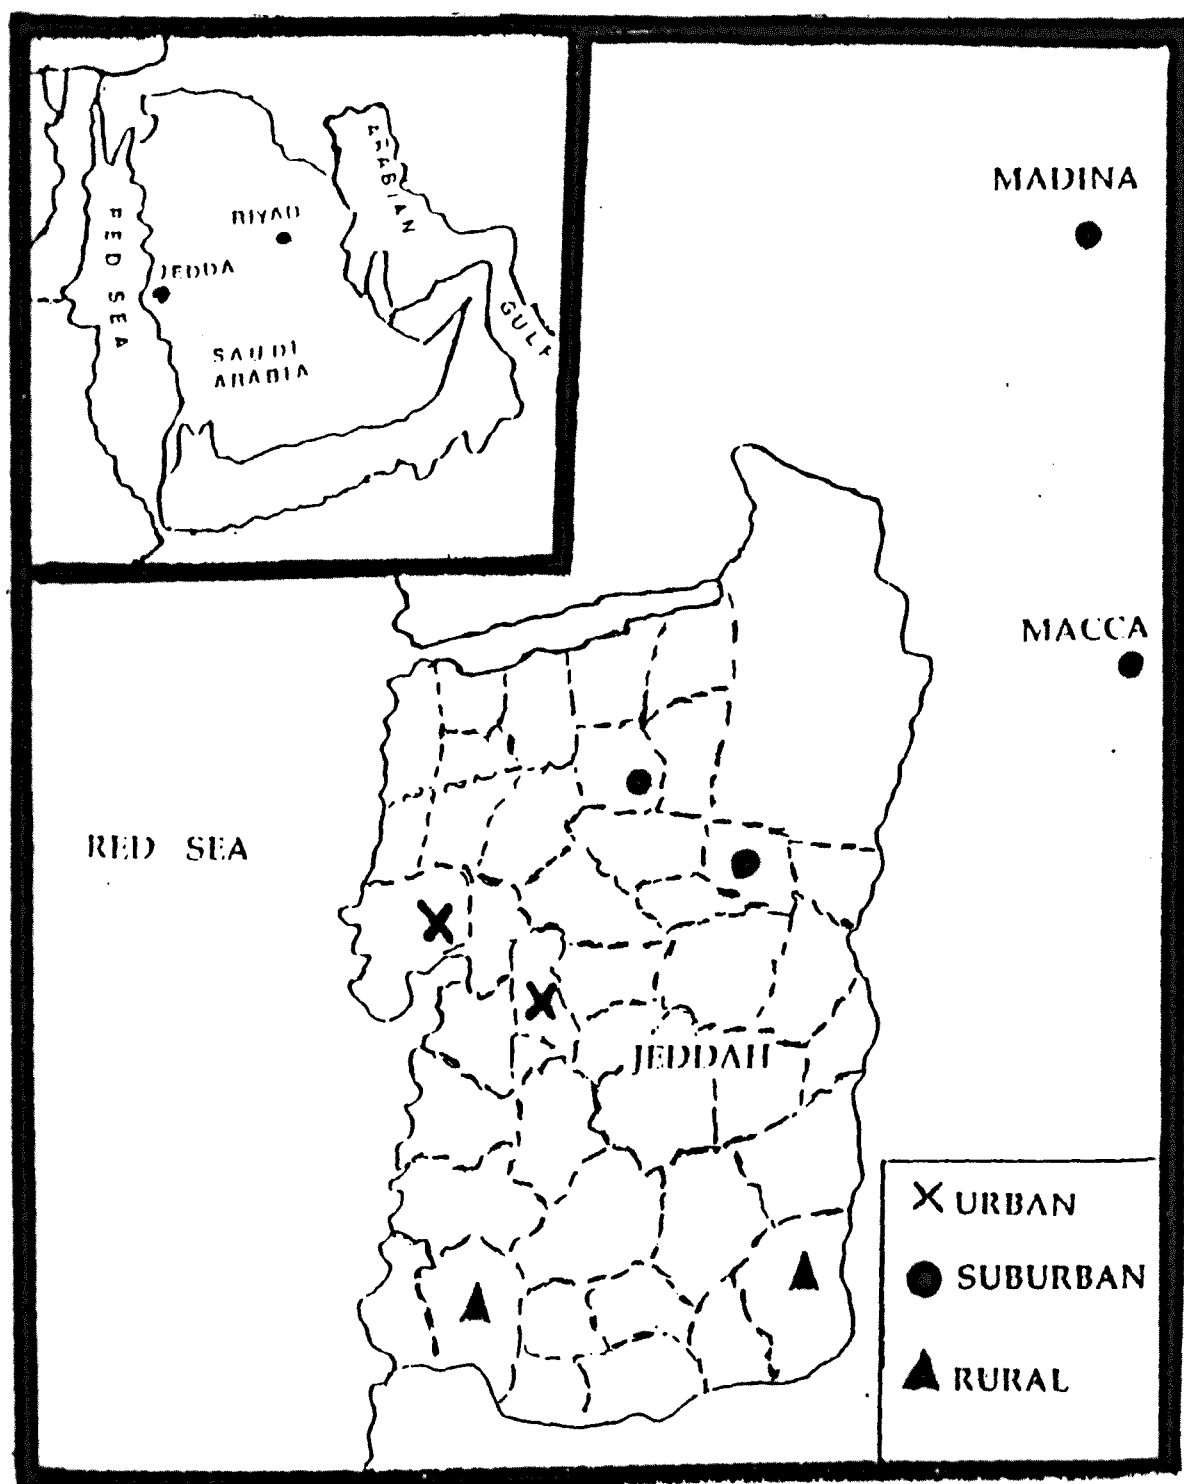 ARABIAN
RIYAD
RED SEA
JEDDA
GULF
SAUDI
ARABIA
MADINA
MACCA
RED SEA
JEDDAH
X URBAN
SUBURBAN
RURAL